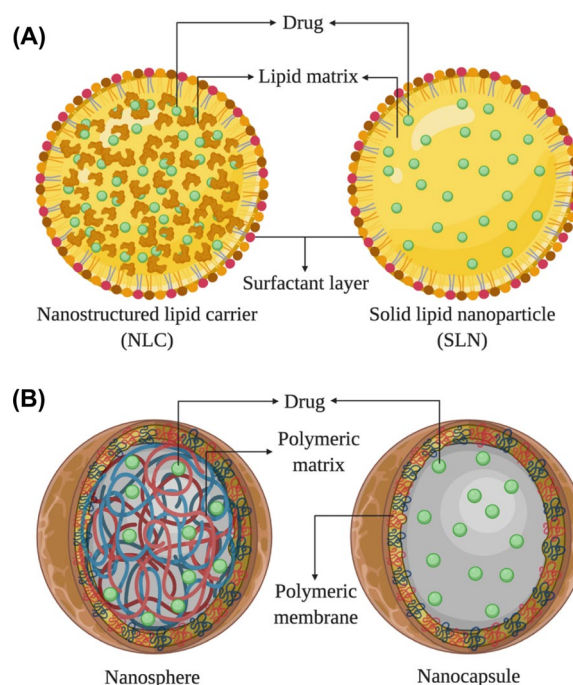 (A)
Drug
Lipid matrix
Surfactant layer
Nanostructured lipid carrier
(NLC)
Solid lipid nanoparticle
(SLN)
(B)
Drug
Polymeric
matrix
Polymeric
membrane
Nanosphere
Nanocapsule